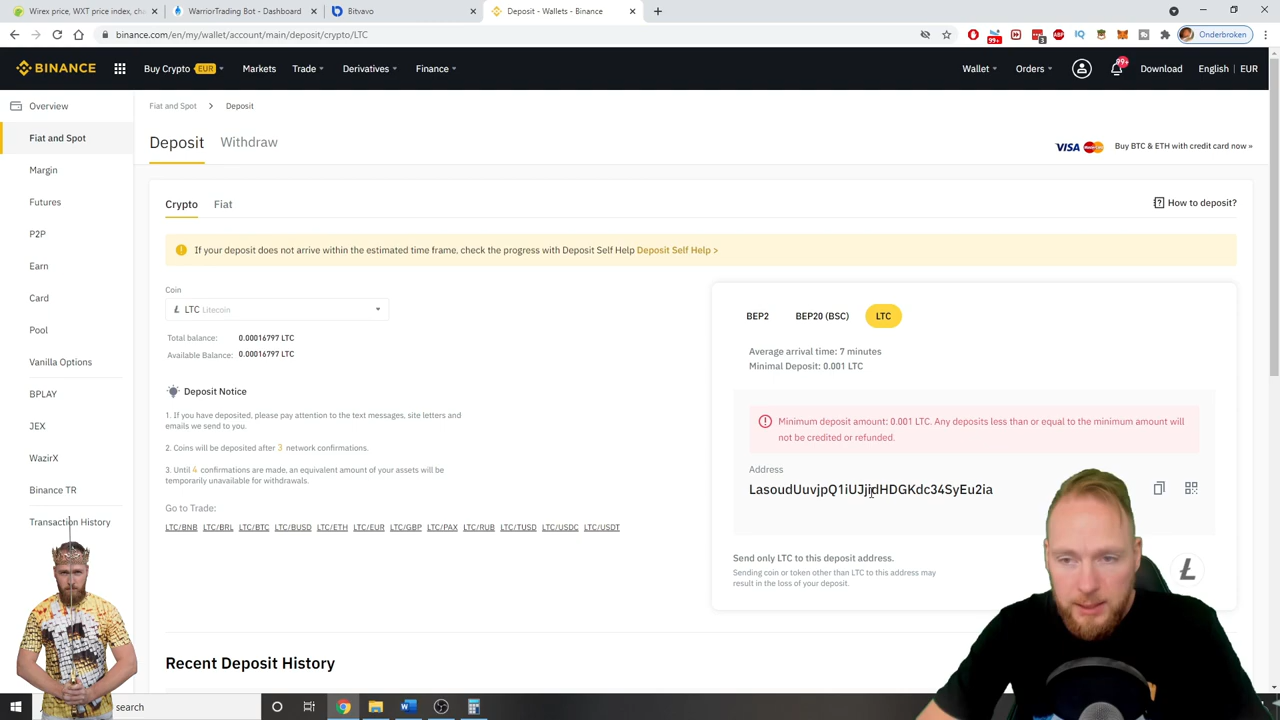 Wirex price, WXT price index, cha
WarriorTrading Bot - Dashboard
Bitvavo
Deposit - Wallets - Binance
binance.com/en/my/wallet/account/main/deposit/crypto/LTC
99+
ABP
3
IQ
Onderbroken
BINANCE
Buy Crypto EUR
Markets
Trade
Derivatives
Finance
Wallet
Orders
99+
Download
English | EUR
Overview
Fiat and Spot
Margin
Futures
P2P
Earn
Card
Pool
Vanilla Options
BPLAY
JEX
WazirX
Binance TR
Transaction History
Fiat and Spot > Deposit
Deposit
Withdraw
VISA
Buy BTC & ETH with credit card now »
Crypto
Fiat
How to deposit?
If your deposit does not arrive within the estimated time frame, check the progress with Deposit Self Help Deposit Self Help >
Coin
LTC Litecoin
Total balance: 0.00016797 LTC
Available Balance: 0.00016797 LTC
Deposit Notice
1. If you have deposited, please pay attention to the text messages, site letters and
emails we send to you.
2. Coins will be deposited after 3 network confirmations.
3. Until 4 confirmations are made, an equivalent amount of your assets will be
temporarily unavailable for withdrawals.
Go to Trade:
LTC/BNB LTC/BRL LTC/BTC LTC/BUSD LTC/ETH LTC/EUR LTC/GBP LTC/PAX LTC/RUB LTC/TUSD LTC/USDC LTC/USDT
BEP2
BEP20 (BSC)
LTC
Average arrival time: 7 minutes
Minimal Deposit: 0.001 LTC
Minimum deposit amount: 0.001 LTC. Any deposits less than or equal to the minimum amount will
not be credited or refunded.
Address
Send only LTC to this deposit address.
Sending coin or token other than LTC to this address may
result in the loss of your deposit.
Recent Deposit History
search